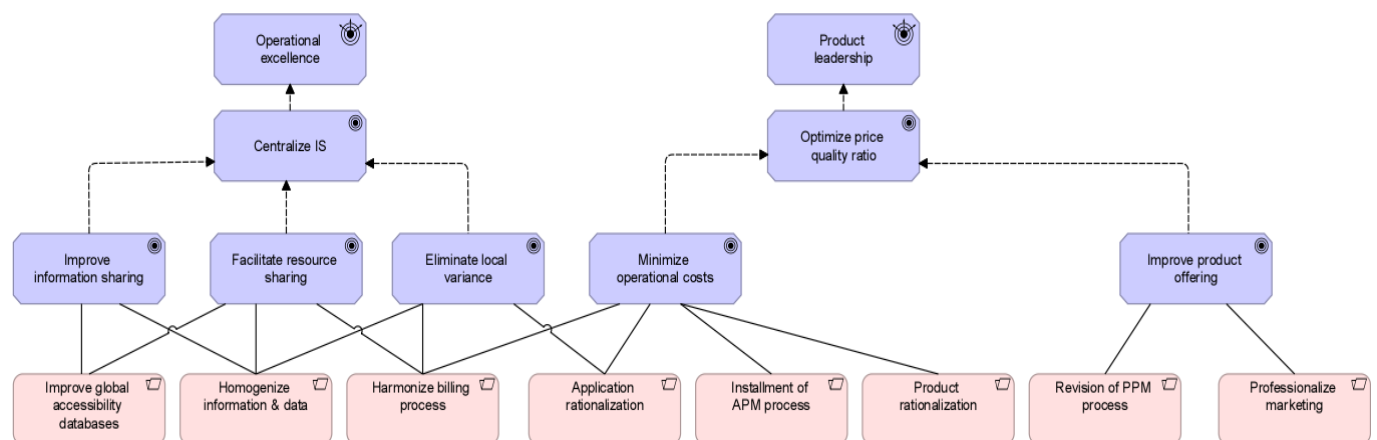 Operational
excellence
Product
leadership
Centralize IS
Optimize price
quality ratio
Improve
information sharing
Facilitate resource
sharing
Eliminate local
variance
Minimize
operational costs
Improve product
offering
Improve global
accessibility
databases
Homogenize
information & data
Harmonize billing
process
Application
rationalization
Installment of
APM process
Product
rationalization
Revision of PPM
process
Professionalize
marketing